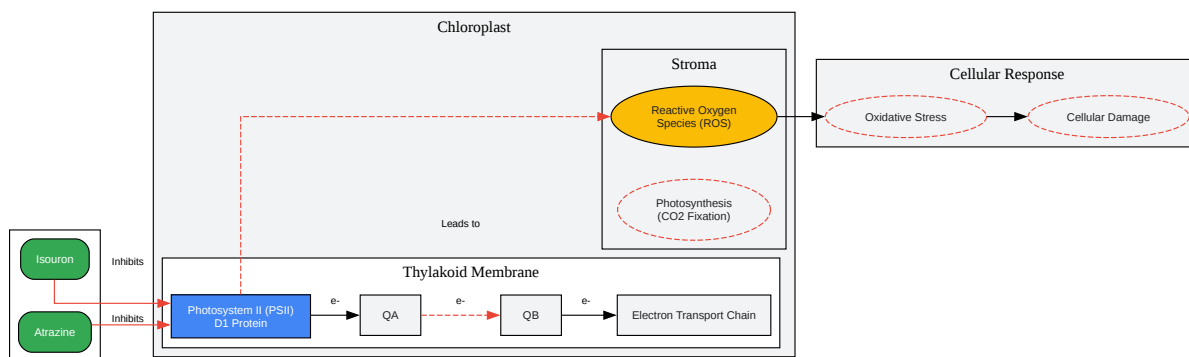 Chloroplast
Stroma
Reactive Oxygen
Species (ROS)
Photosynthesis
(CO2 Fixation)
Cellular Response
Oxidative Stress
Cellular Damage
Leads to
Isouron
Atrazine
Inhibits
Inhibits
Thylakoid Membrane
Photosystem II (PSII)
D1 Protein
e-
QA
e-
QB
e-
Electron Transport Chain